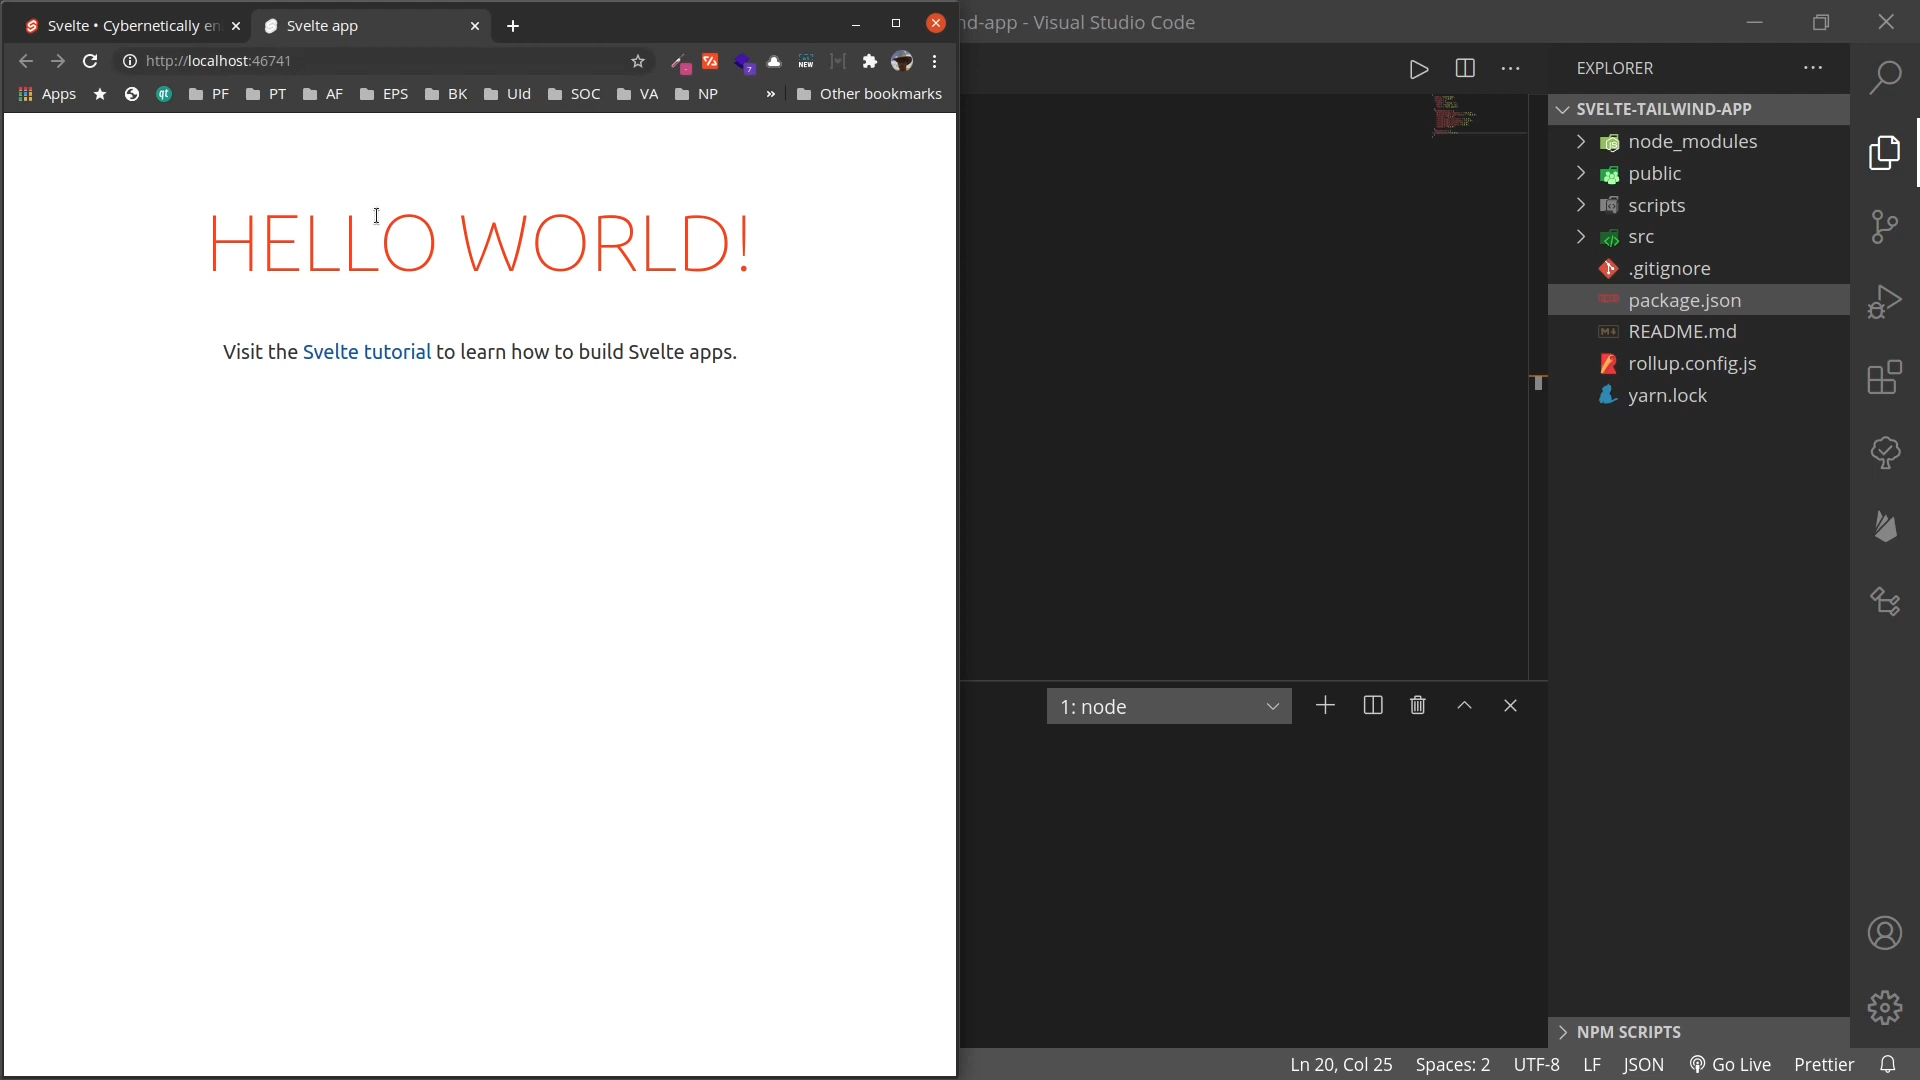 Svelte • Cybernetically en
Svelte app
http://localhost:46741
NEW
7
Apps
qt
PF
PT
AF
EPS
BK
UId
SOC
VA
NP
»
Other bookmarks
HELLO WORLD!
Visit the Svelte tutorial to learn how to build Svelte apps.
nd-app - Visual Studio Code
EXPLORER
SVELTE-TAILWIND-APP
node_modules
public
scripts
src
.gitignore
package.json
README.md
rollup.config.js
yarn.lock
1: node
NPM SCRIPTS
Ln 20, Col 25
Spaces: 2
UTF-8
LF
JSON
Go Live
Prettier